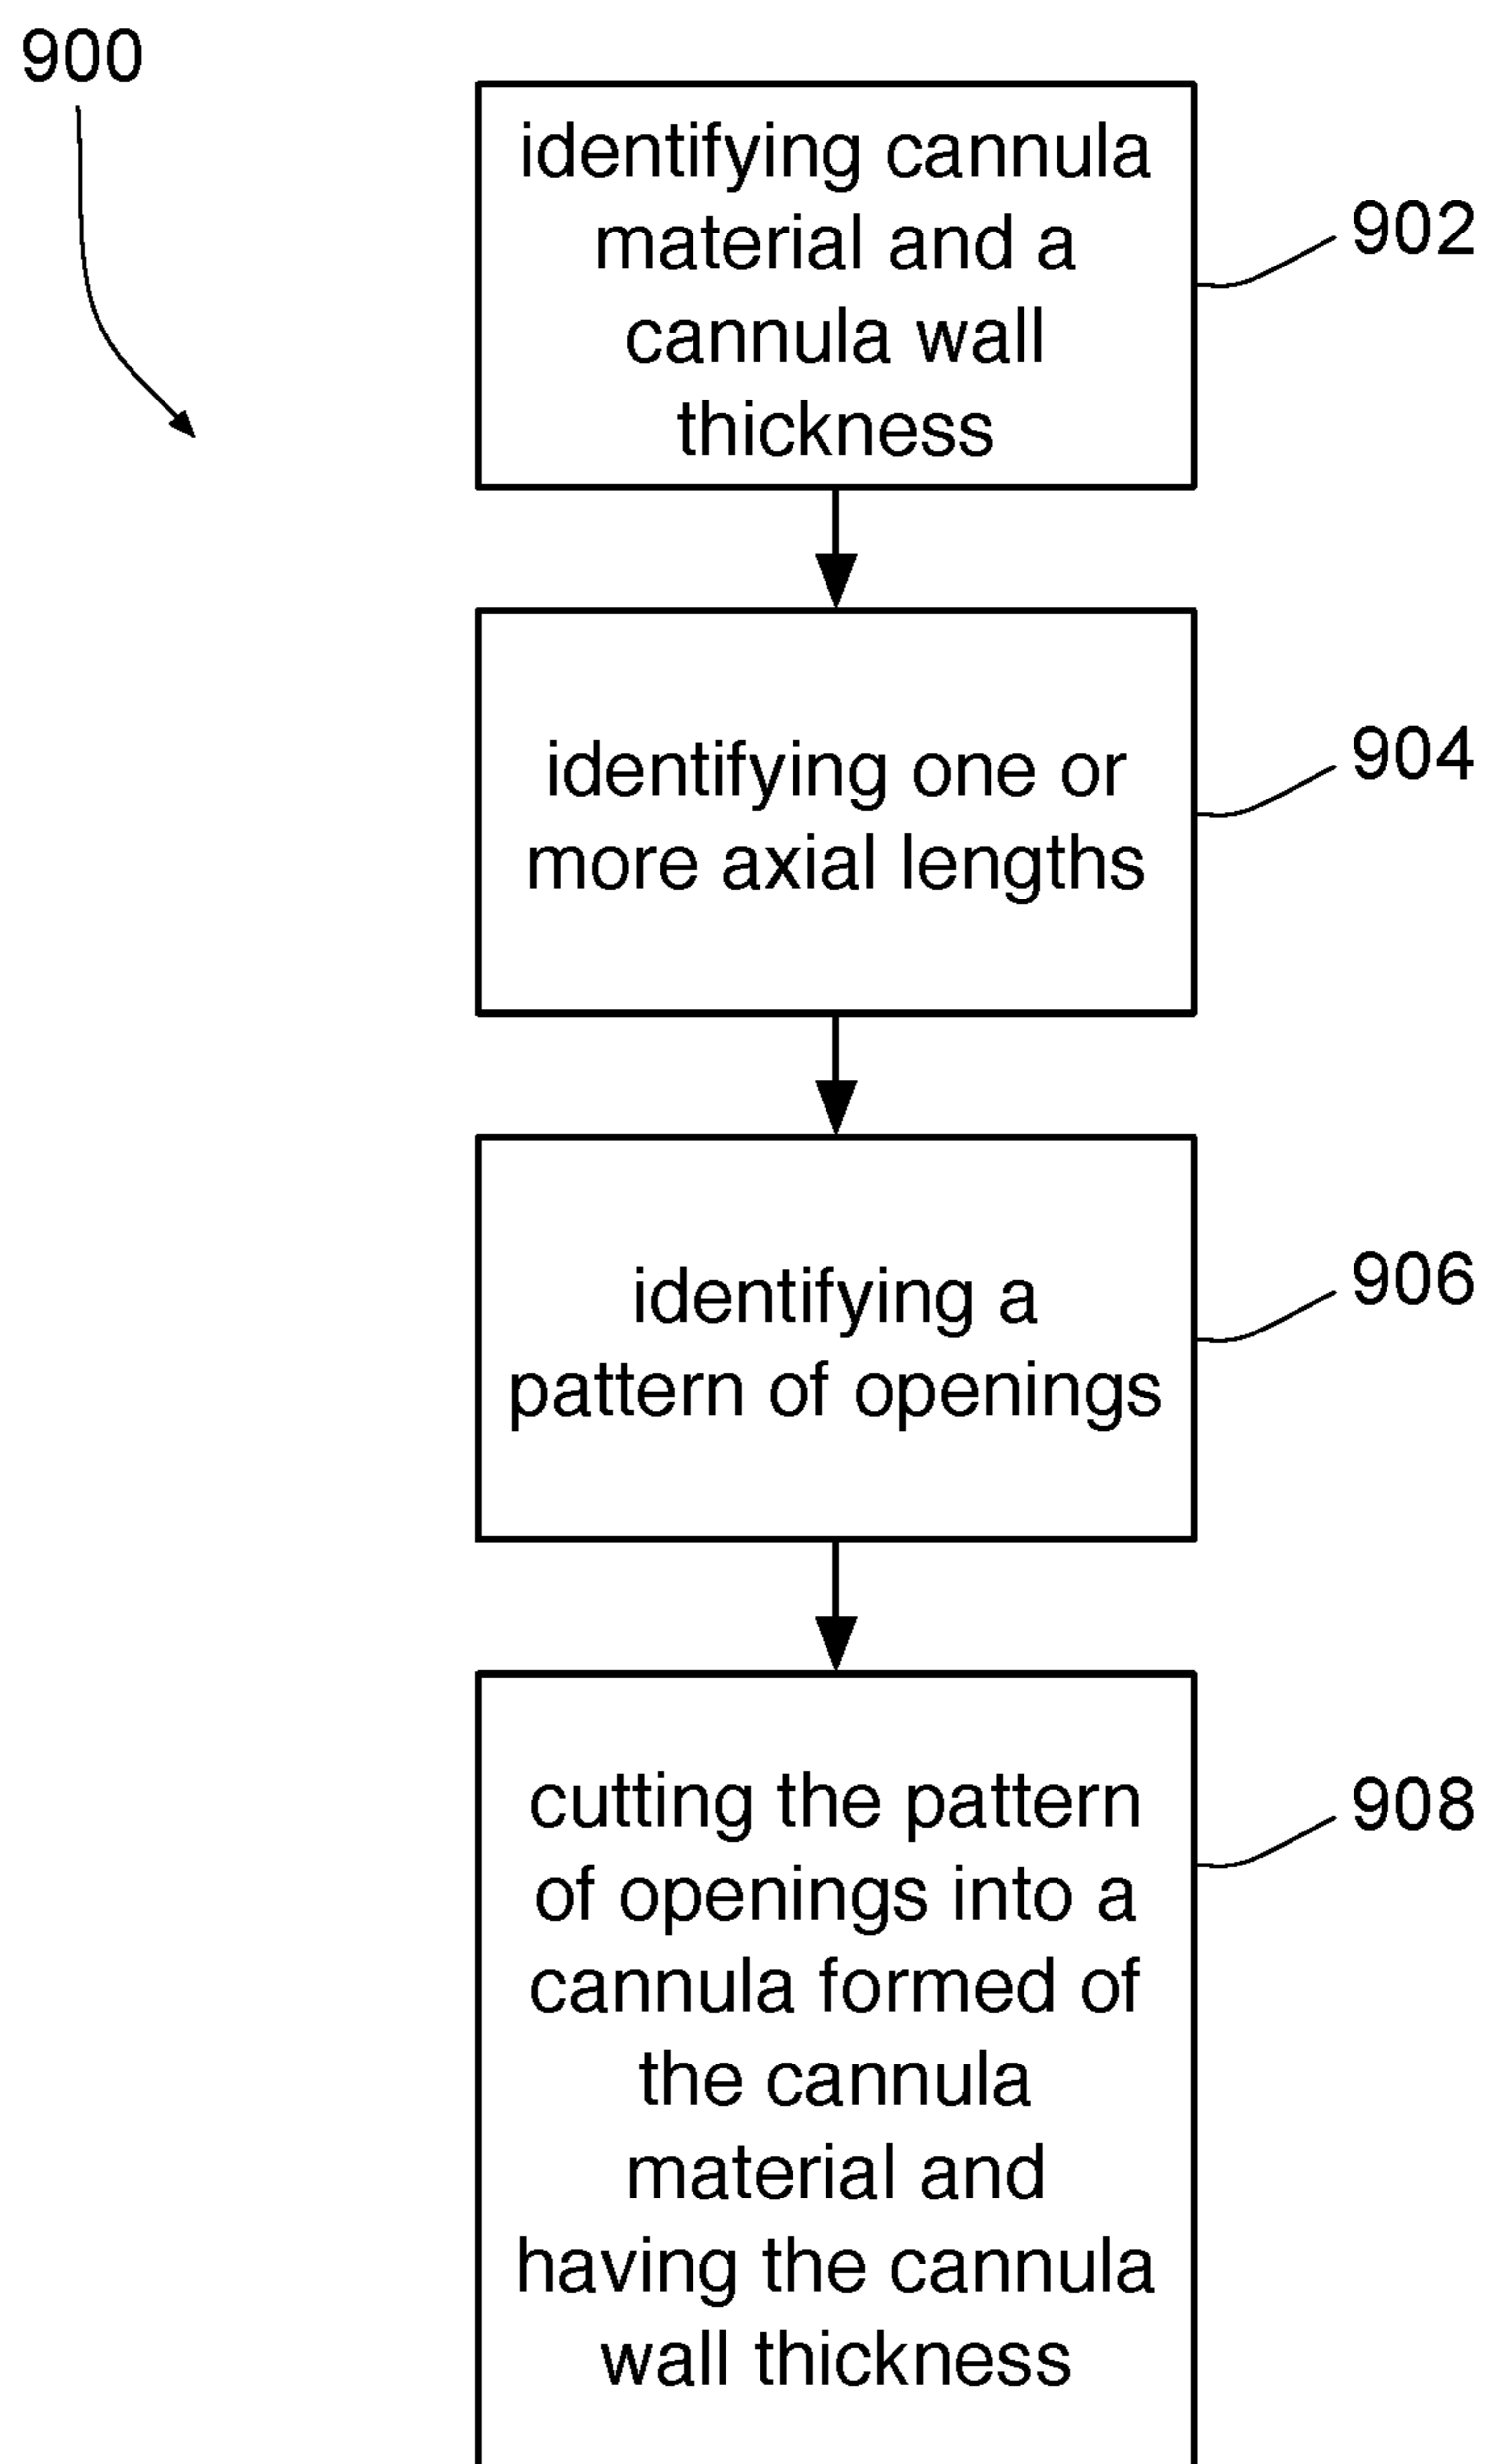 900
identifying cannula
material and a
cannula wall
thickness
902
identifying one or
more axial lengths
904
identifying a
pattern of openings
906
cutting the pattern
of openings into a
cannula formed of
the cannula
material and
having the cannula
wall thickness
908